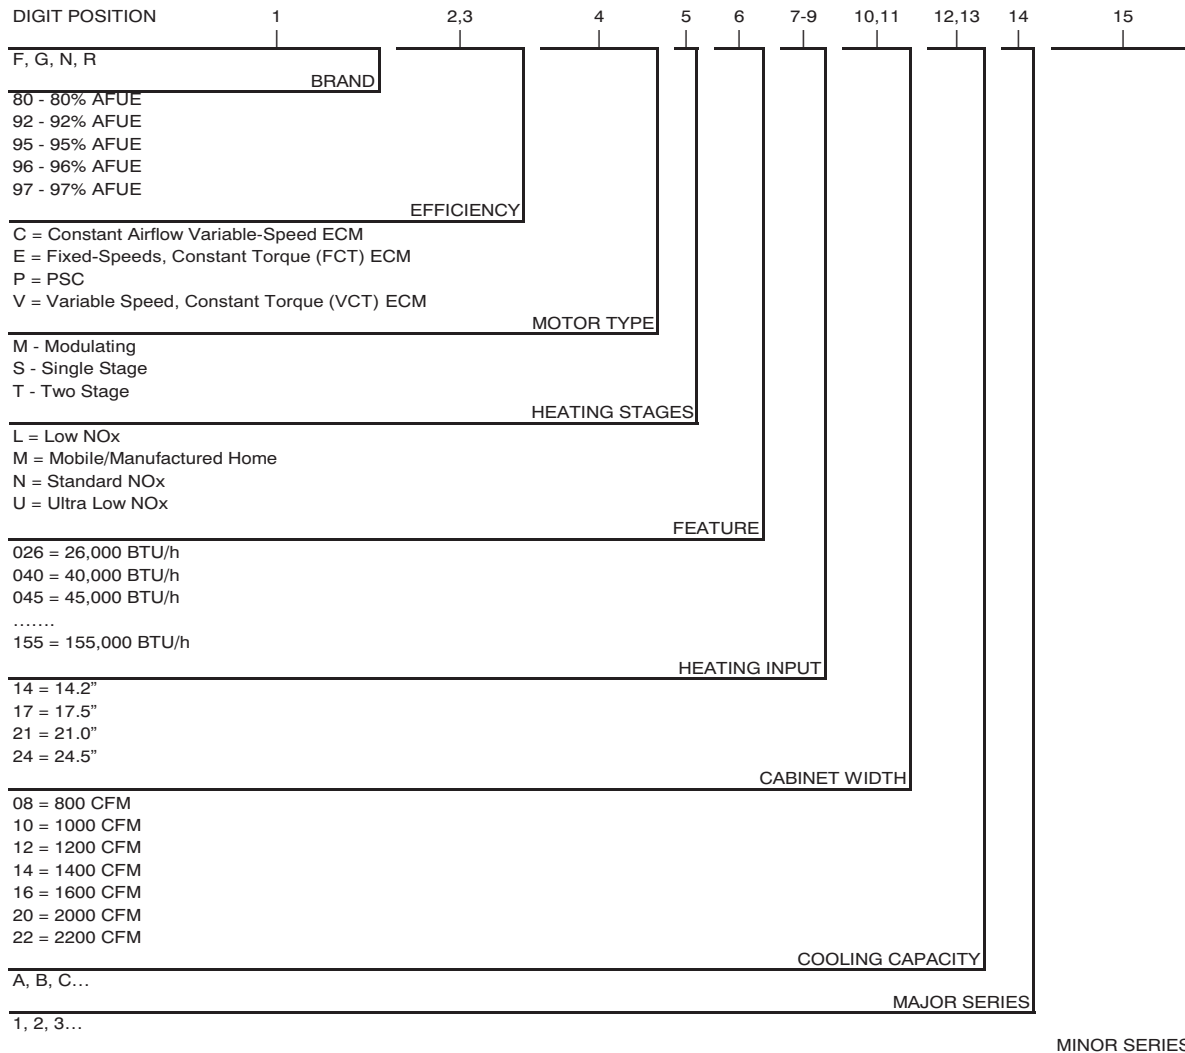 DIGIT POSITION 1 2,3 4 5 6 7-9 10,11 12,13 14 15
F, G, N, R
BRAND
80 - 80% AFUE
92 - 92% AFUE
95 - 95% AFUE
96 - 96% AFUE
97 - 97% AFUE
EFFICIENCY
C = Constant Airflow Variable-Speed ECM
E = Fixed-Speeds, Constant Torque (FCT) ECM
P = PSC
V = Variable Speed, Constant Torque (VCT) ECM
MOTOR TYPE
M - Modulating
S - Single Stage
T - Two Stage
HEATING STAGES
L = Low NOx
M = Mobile/Manufactured Home
N = Standard NOx
U = Ultra Low NOx
FEATURE
026 = 26,000 BTU/h
040 = 40,000 BTU/h
045 = 45,000 BTU/h
.......
155 = 155,000 BTU/h
HEATING INPUT
14 = 14.2”
17 = 17.5”
21 = 21.0”
24 = 24.5”
CABINET WIDTH
08 = 800 CFM
10 = 1000 CFM
12 = 1200 CFM
14 = 1400 CFM
16 = 1600 CFM
20 = 2000 CFM
22 = 2200 CFM
COOLING CAPACITY
A, B, C…
MAJOR SERIES
1, 2, 3…
MINOR SERIES